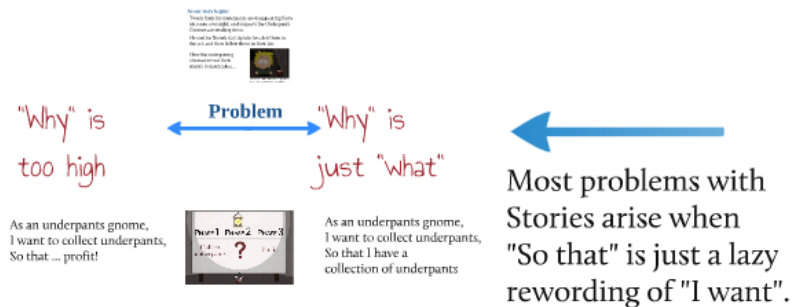 Problem
"Why" is
too high
"Why" is
just "what"
As an underpants gnome,
I want to collect underpants,
So that ... profit!
PHASE 1 PHASE 2 PHASE 3
?
As an underpants gnome,
I want to collect underpants,
So that I have a
collection of underpants
Most problems with
Stories arise when
"So that" is just a lazy
rewording of "I want".